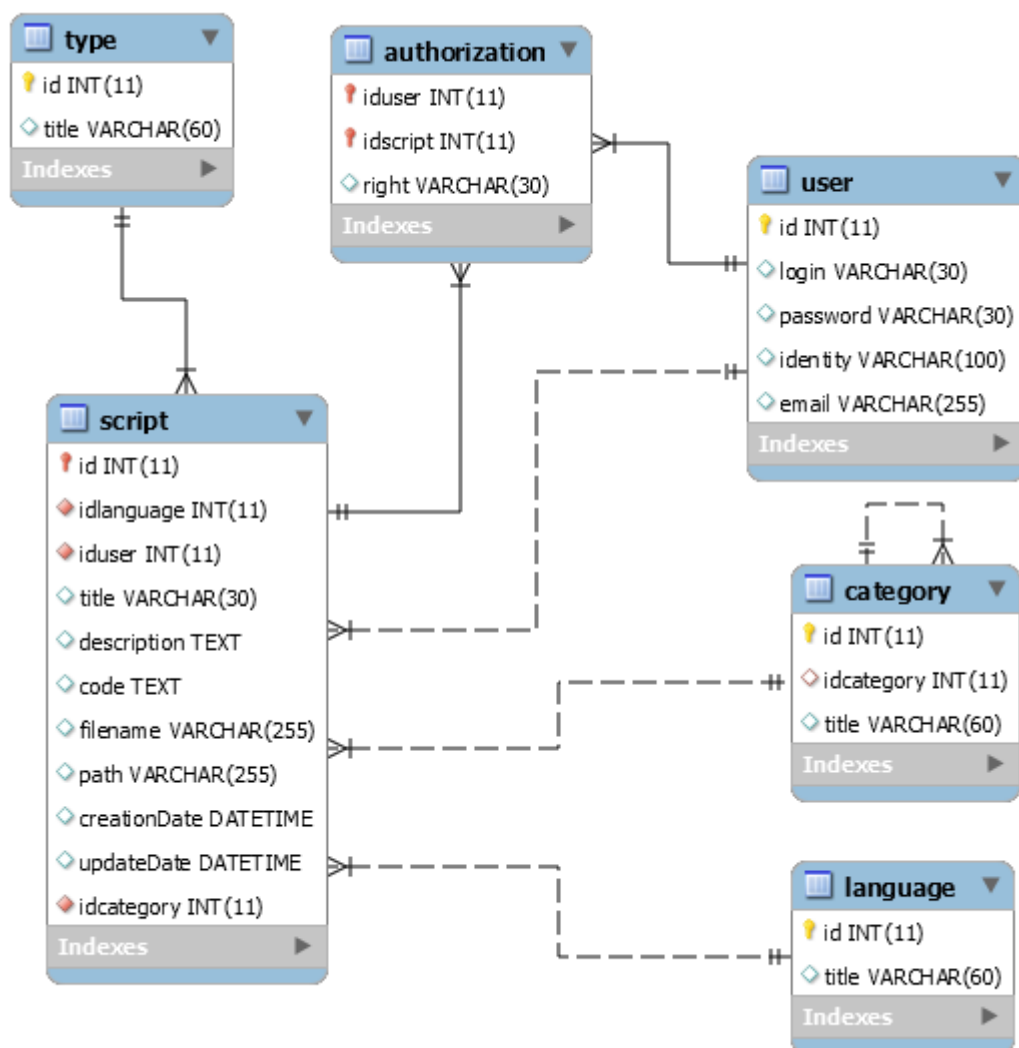 type
id INT(11)
title VARCHAR(60)
Indexes
authorization
iduser INT(11)
idscript INT(11)
right VARCHAR(30)
Indexes
user
id INT(11)
login VARCHAR(30)
password VARCHAR(30)
identity VARCHAR(100)
email VARCHAR(255)
Indexes
script
id INT(11)
idlanguage INT(11)
iduser INT(11)
title VARCHAR(30)
description TEXT
code TEXT
filename VARCHAR(255)
path VARCHAR(255)
creationDate DATETIME
updateDate DATETIME
idcategory INT(11)
Indexes
category
id INT(11)
idcategory INT(11)
title VARCHAR(60)
Indexes
language
id INT(11)
title VARCHAR(60)
Indexes